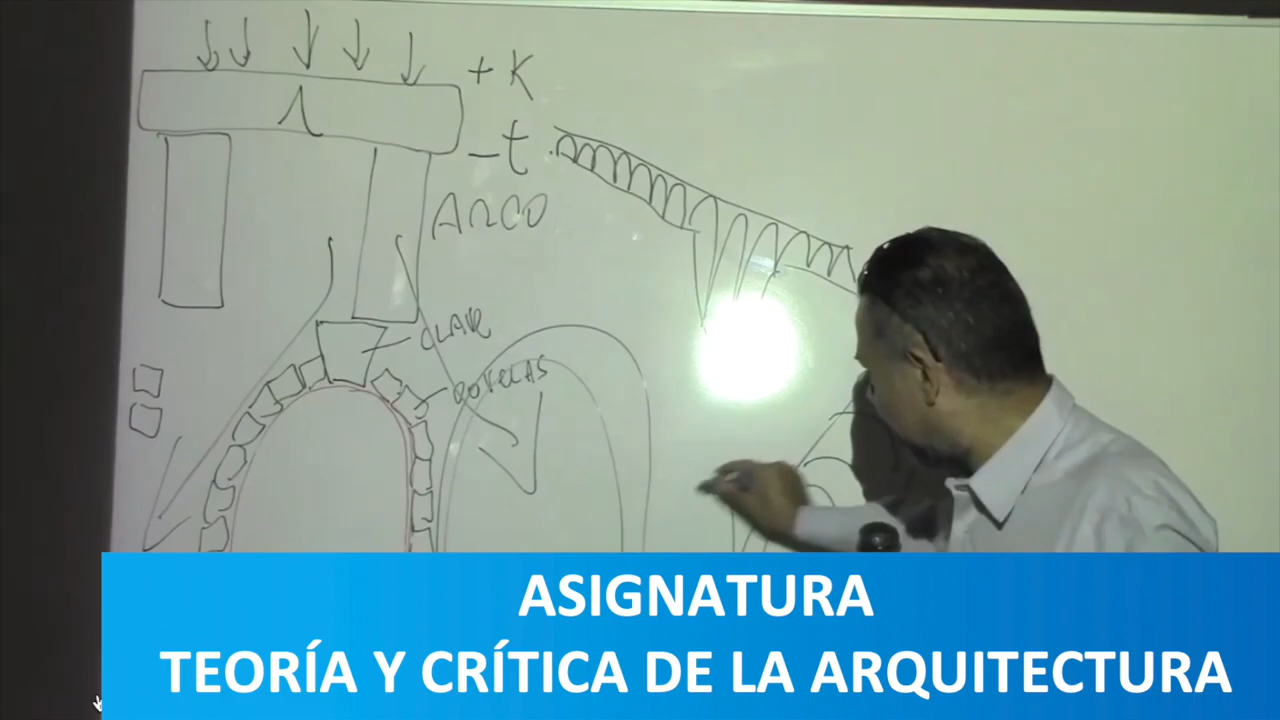 + K
- t
ARCO
CLAVE
DOVELAS
ASIGNATURA
TEORÍA Y CRÍTICA DE LA ARQUITECTURA